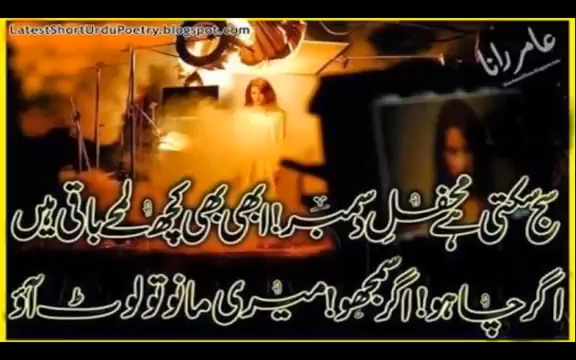 LatestShortUrduPoetry.blogspot.com
عامر رانا
سج سکتی ہے محفلِ دسمبر! ابھی بھی کچھ لمحے باقی ہیں
اگر چاہو! اگر سمجھو! میری مانو تو لوٹ آؤ